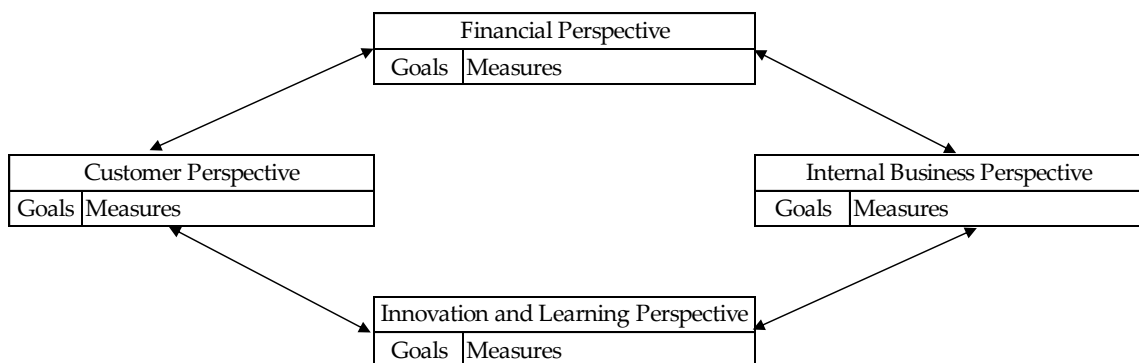 Financial Perspective
Goals Measures
Customer Perspective
Goals Measures
Internal Business Perspective
Goals Measures
Innovation and Learning Perspective
Goals Measures